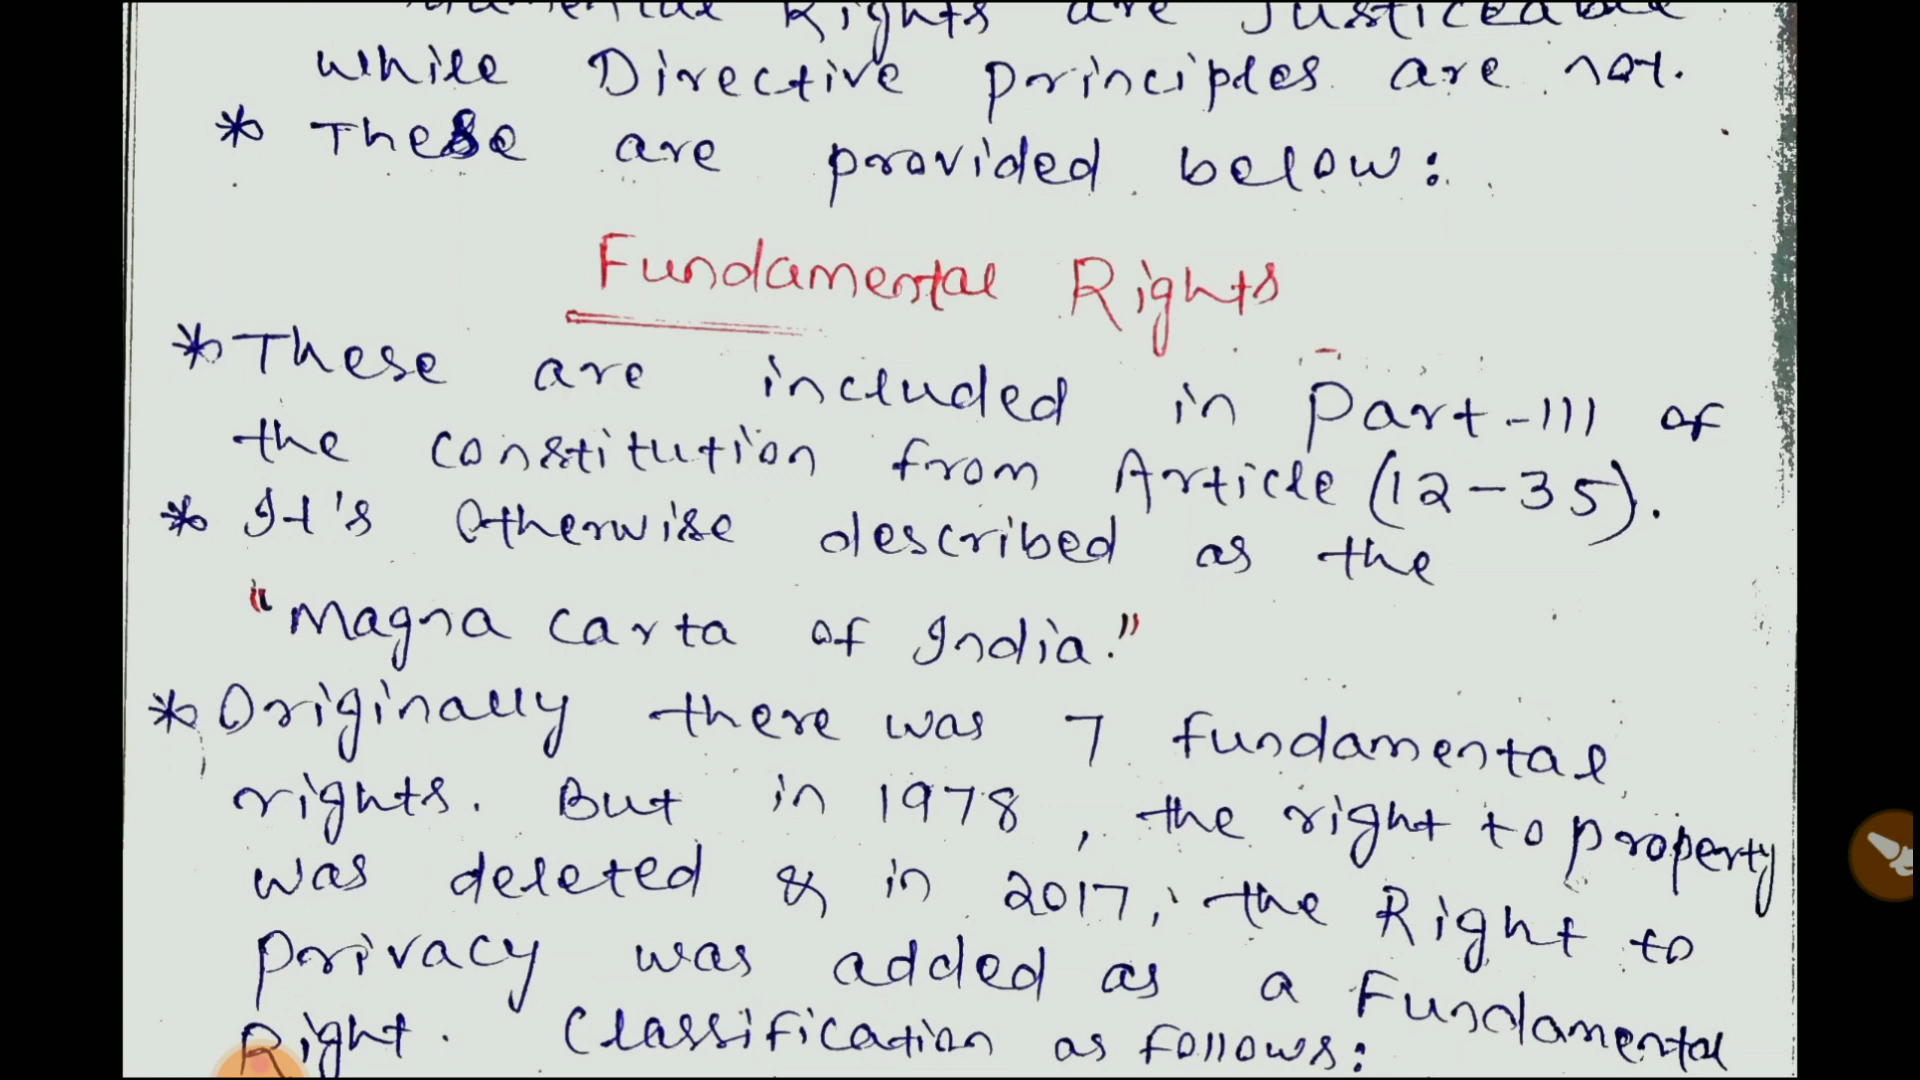 Rights are Justiceable
while Directive principles are not.
* These are provided below:
Fundamental Rights
* These are included in Part-III of
the constitution from Article (12-35).
* It's Otherwise described as the
"Magna Carta of India."
* Originally there was 7 fundamental
rights. But in 1978, the right to property
was deleted & in 2017, the Right to
privacy was added as a Fundamental
Right. Classification as follows: